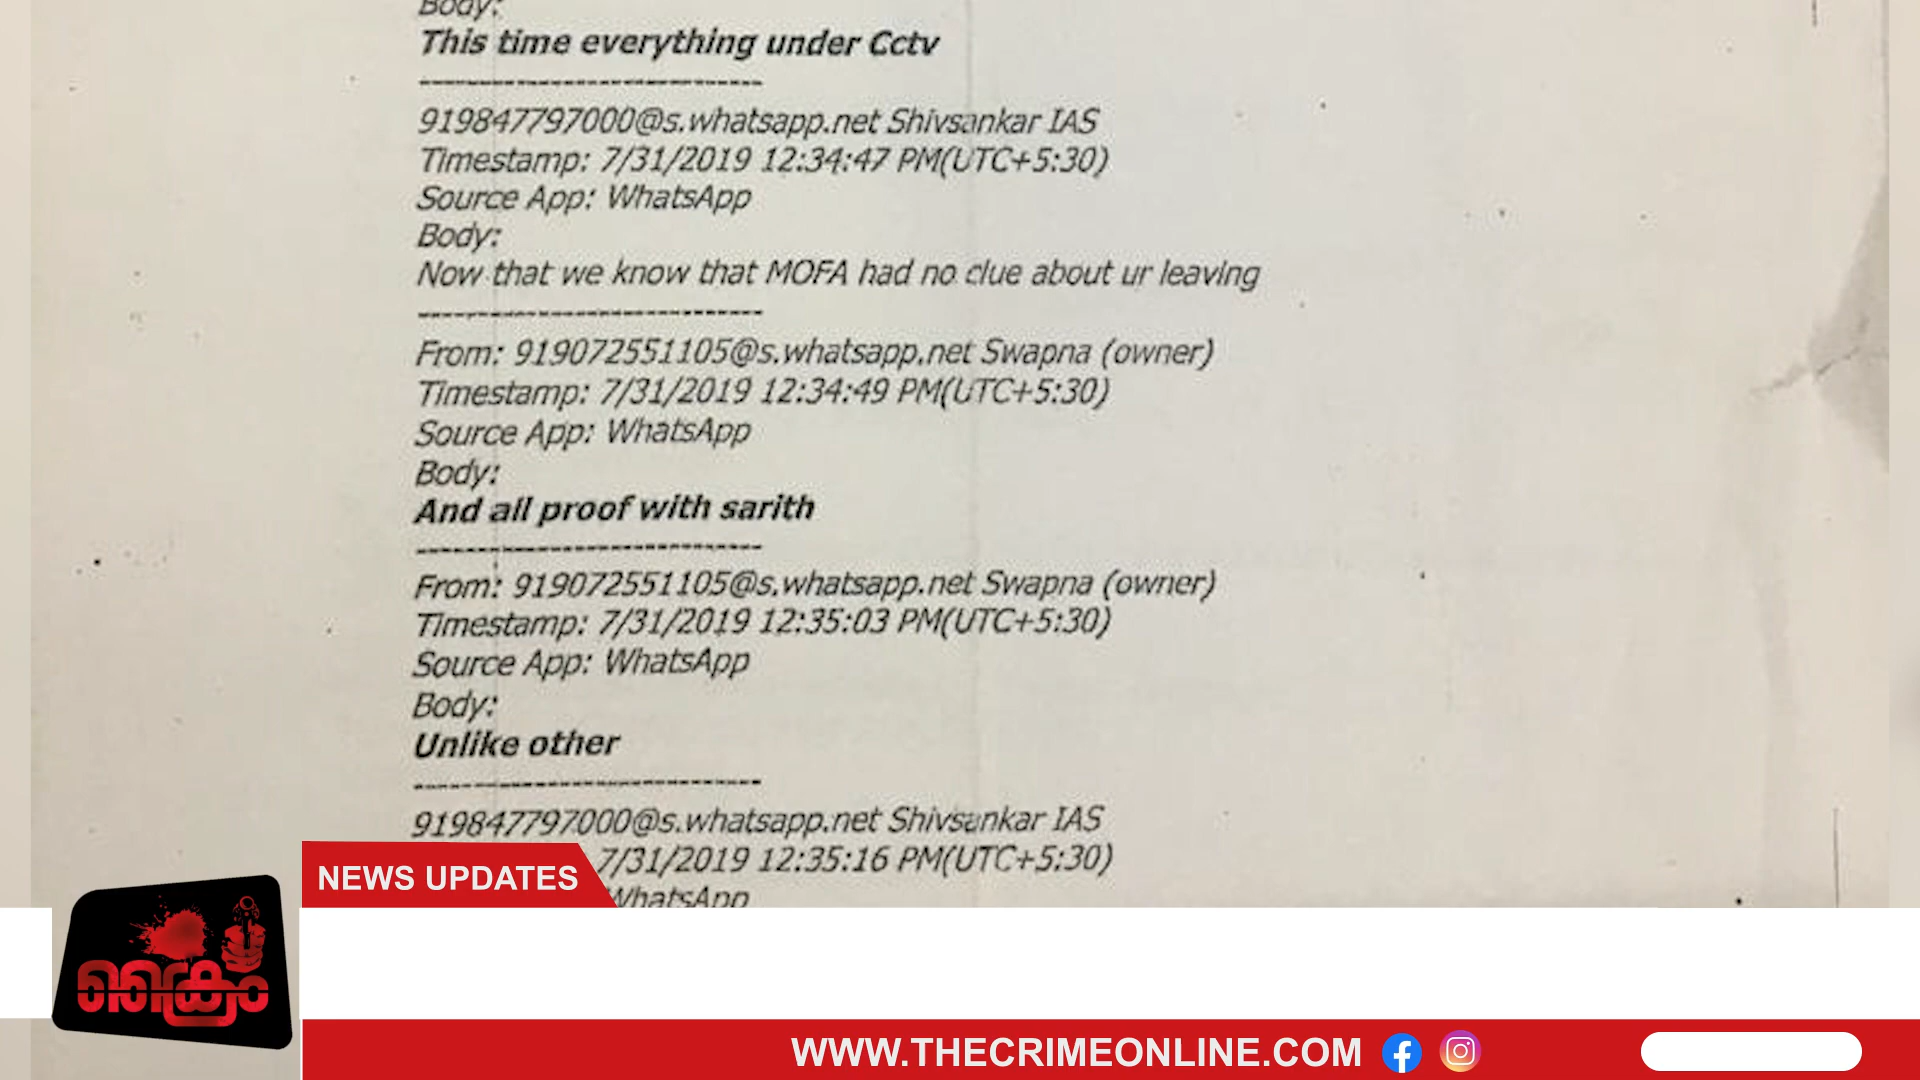 Body:
This time everything under Cctv
----------------------------
919847797000@s.whatsapp.net Shivsankar IAS
Timestamp: 7/31/2019 12:34:47 PM(UTC+5:30)
Source App: WhatsApp
Body:
Now that we know that MOFA had no clue about ur leaving
----------------------------
From: 919072551105@s.whatsapp.net Swapna (owner)
Timestamp: 7/31/2019 12:34:49 PM(UTC+5:30)
Source App: WhatsApp
Body:
And all proof with sarith
----------------------------
From: 919072551105@s.whatsapp.net Swapna (owner)
Timestamp: 7/31/2019 12:35:03 PM(UTC+5:30)
Source App: WhatsApp
Body:
Unlike other
----------------------------
919847797000@s.whatsapp.net Shivsankar IAS
7/31/2019 12:35:16 PM(UTC+5:30)
WhatsApp
NEWS UPDATES
ക്രൈം
WWW.THECRIMEONLINE.COM